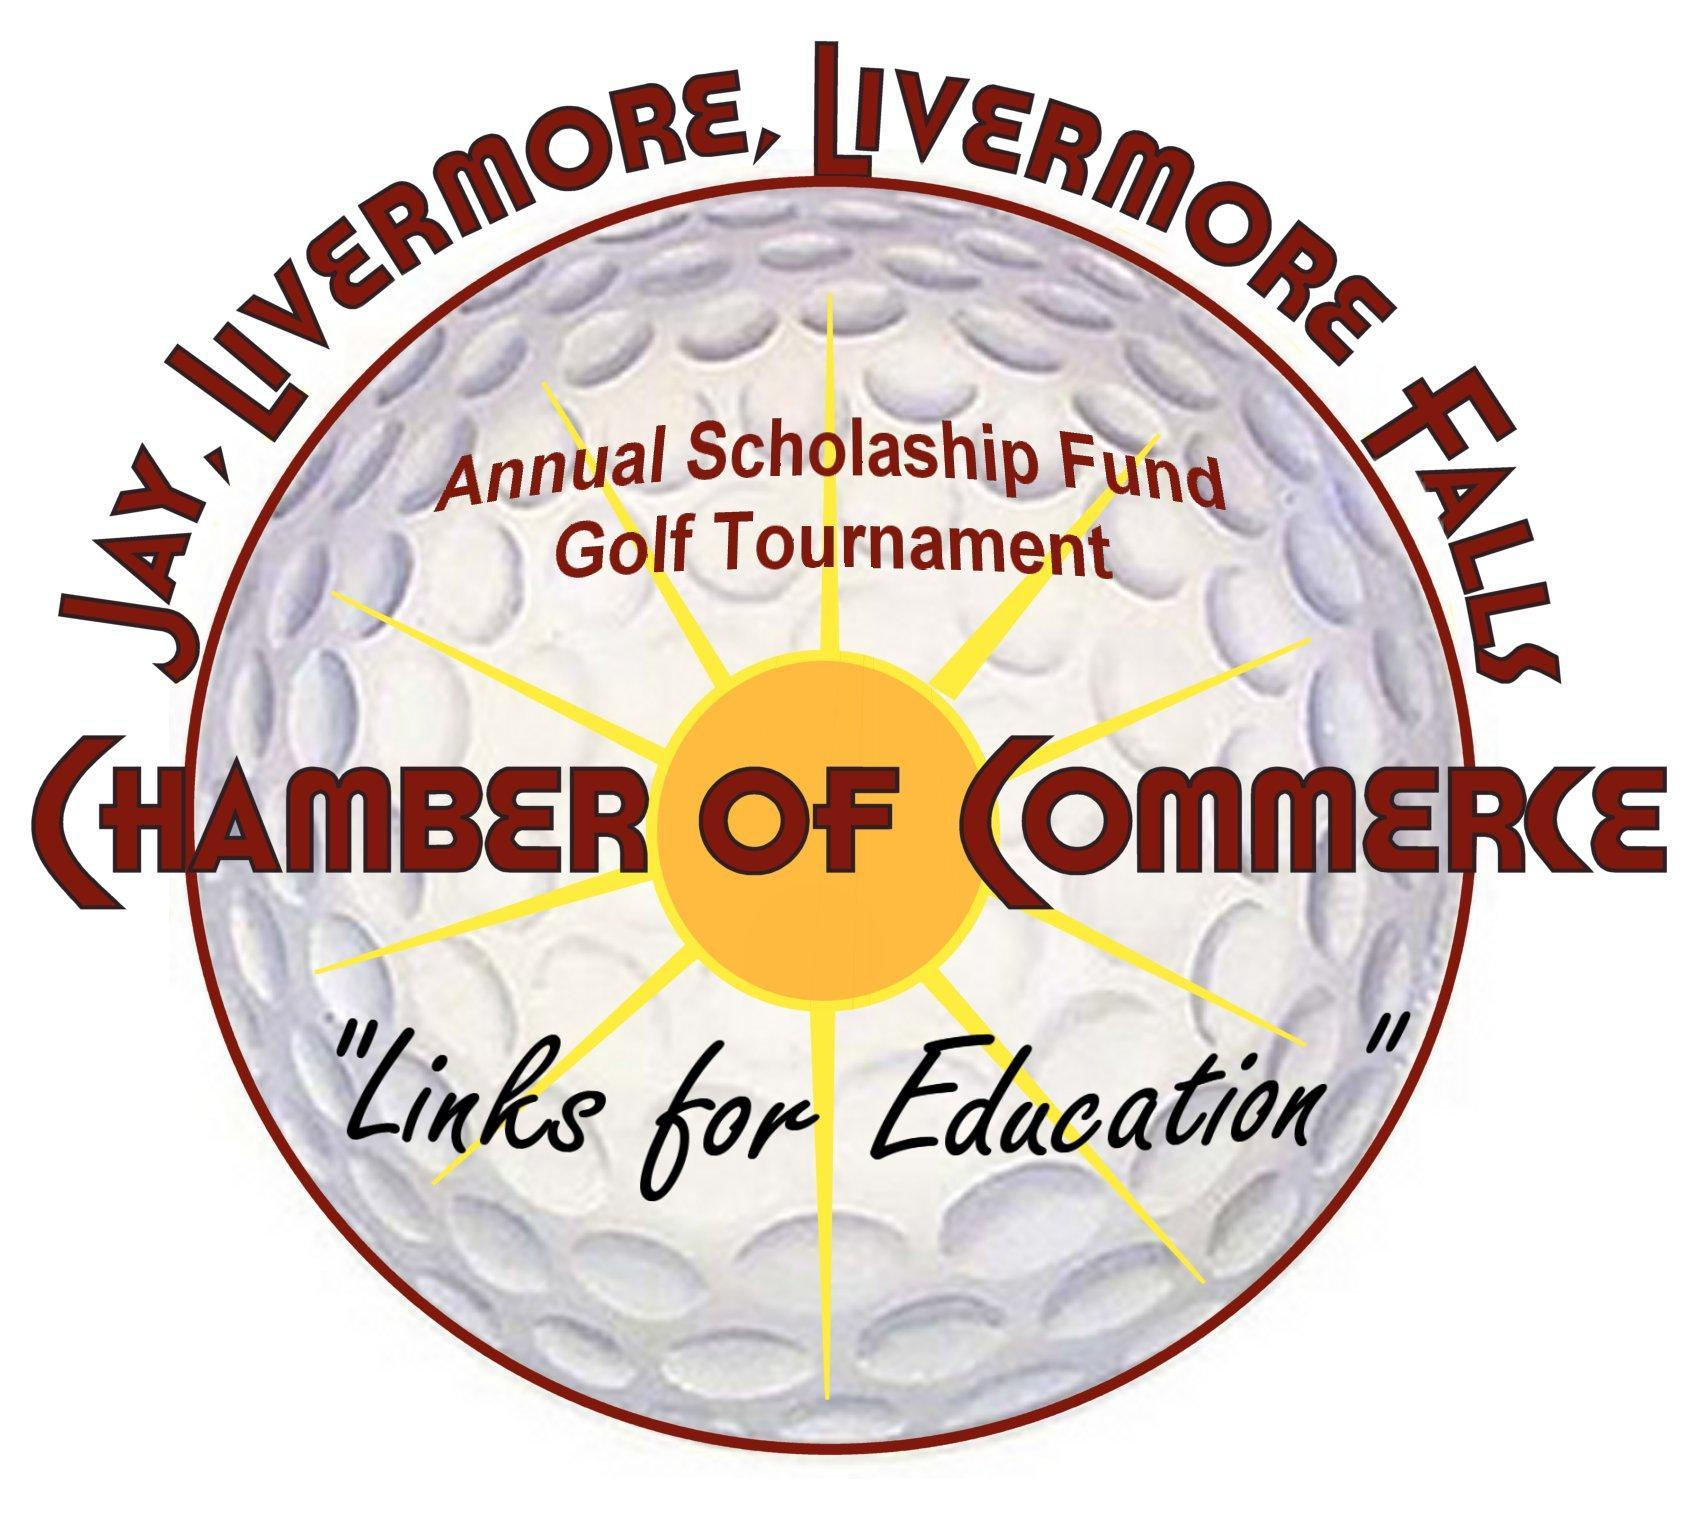 Jay, Livermore, Livermore Falls
Annual Scholaship Fund
Golf Tournament
Chamber of Commerce
"Links for Education"